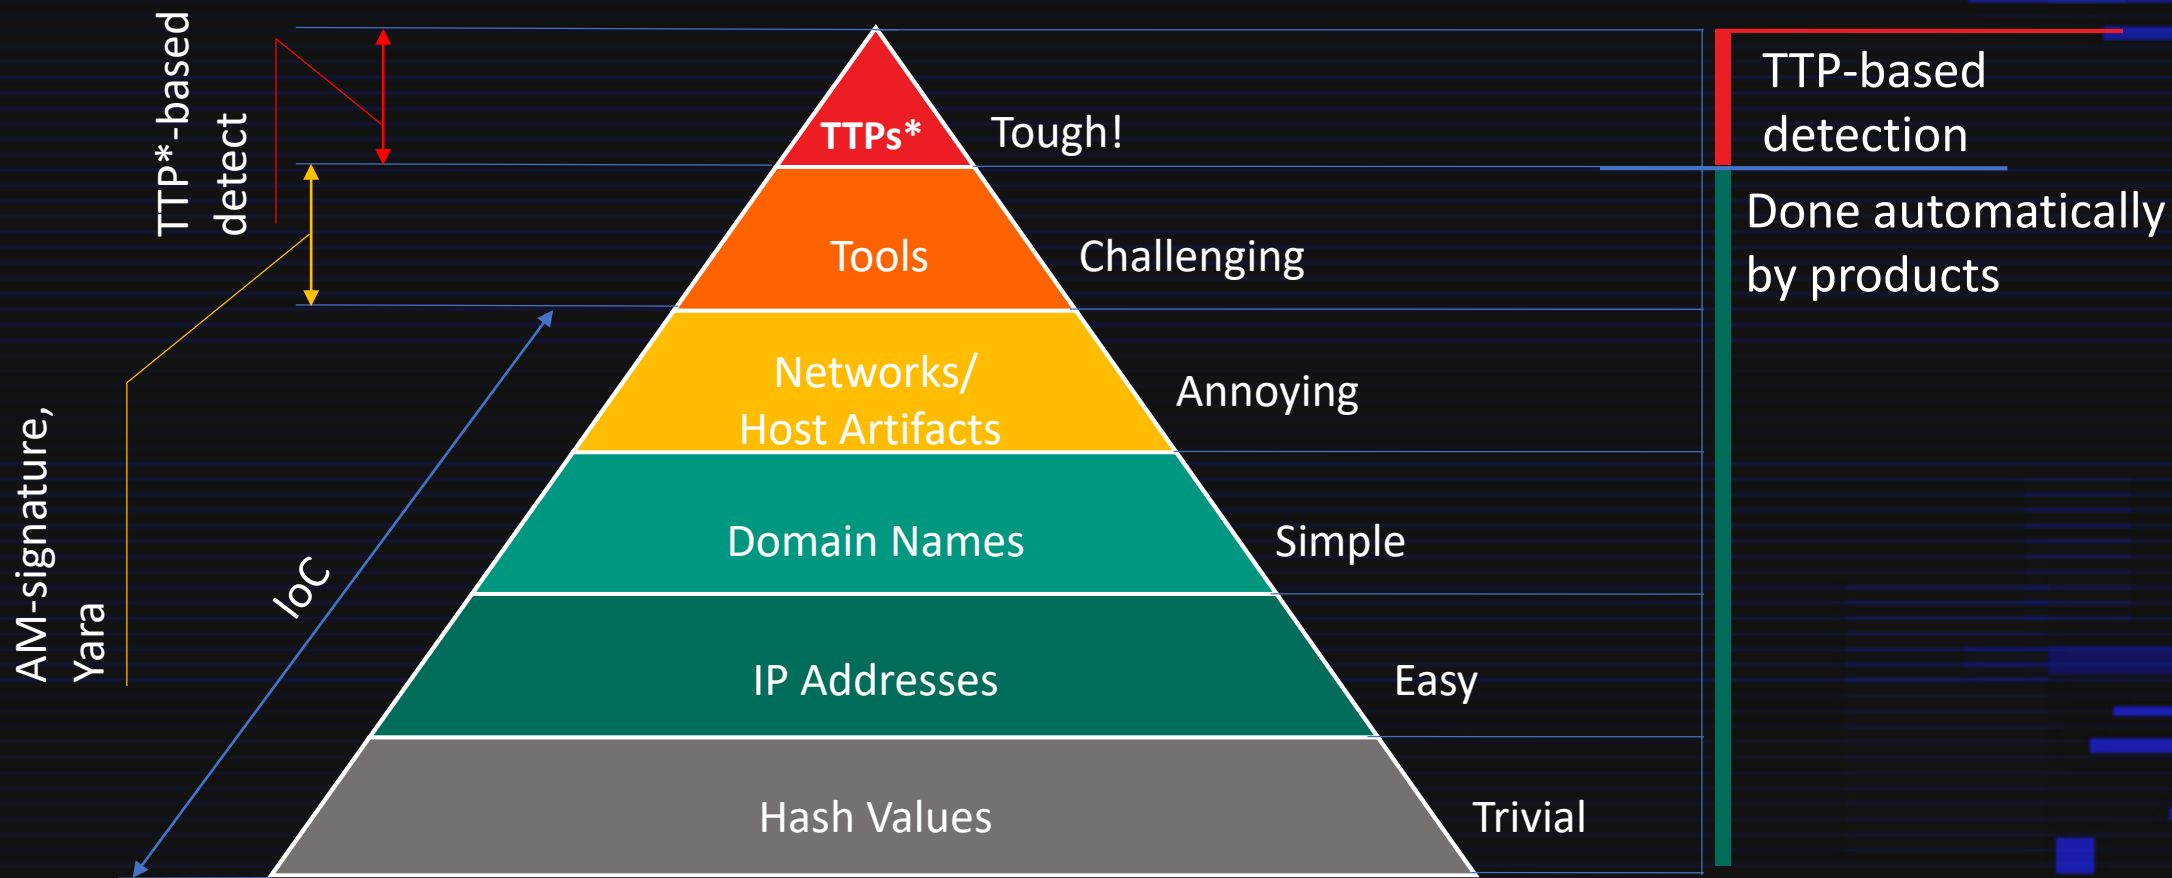 TTP*-based
detect
AM-signature,
Yara
IoC
TTPs*
Tough!
Tools
Challenging
Networks/
Host Artifacts
Annoying
Domain Names
Simple
IP Addresses
Easy
Hash Values
Trivial
TTP-based
detection
Done automatically
by products